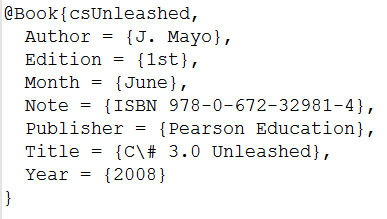 @Book{csUnleashed,
Author = {J. Mayo},
Edition = {1st},
Month = {June},
Note = {ISBN 978-0-672-32981-4},
Publisher = {Pearson Education},
Title = {C\# 3.0 Unleashed},
Year = {2008}
}